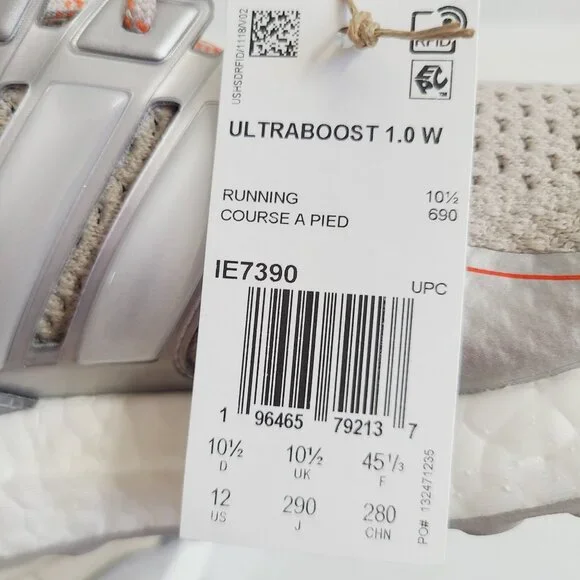 USHSDRFID/1118/V02
RFID
EPC™
ULTRABOOST 1.0 W
RUNNING 10½
COURSE A PIED 690
IE7390
UPC
1 96465 79213 7
10½ 10½ 45⅓
D UK F
12 290 280
US J CHN
PO# 132471235